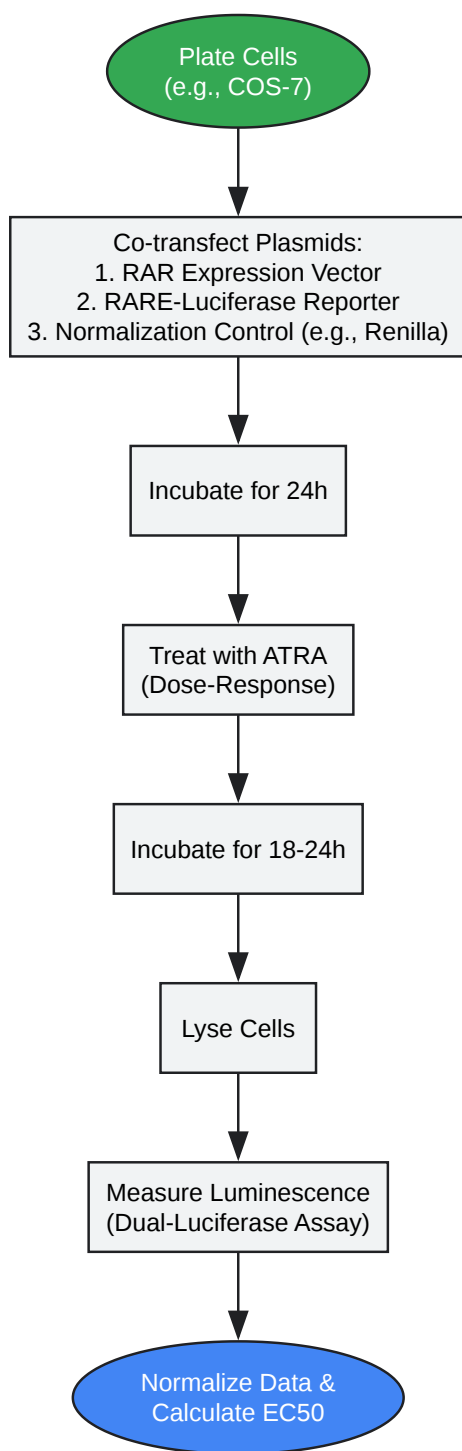 Plate Cells
(e.g., COS-7)
Co-transfect Plasmids:
1. RAR Expression Vector
2. RARE-Luciferase Reporter
3. Normalization Control (e.g., Renilla)
Incubate for 24h
Treat with ATRA
(Dose-Response)
Incubate for 18-24h
Lyse Cells
Measure Luminescence
(Dual-Luciferase Assay)
Normalize Data &
Calculate EC50